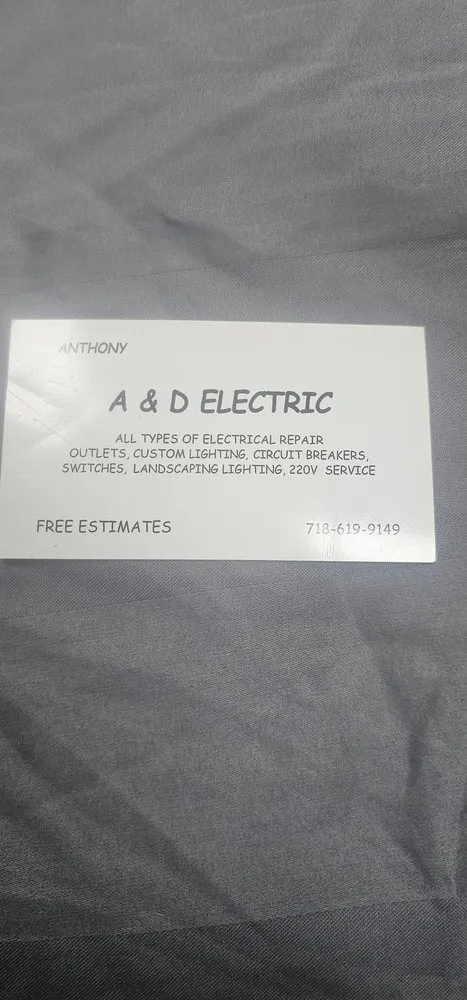 ANTHONY
A & D ELECTRIC
ALL TYPES OF ELECTRICAL REPAIR
OUTLETS, CUSTOM LIGHTING, CIRCUIT BREAKERS,
SWITCHES, LANDSCAPING LIGHTING, 220V SERVICE
FREE ESTIMATES 718-619-9149